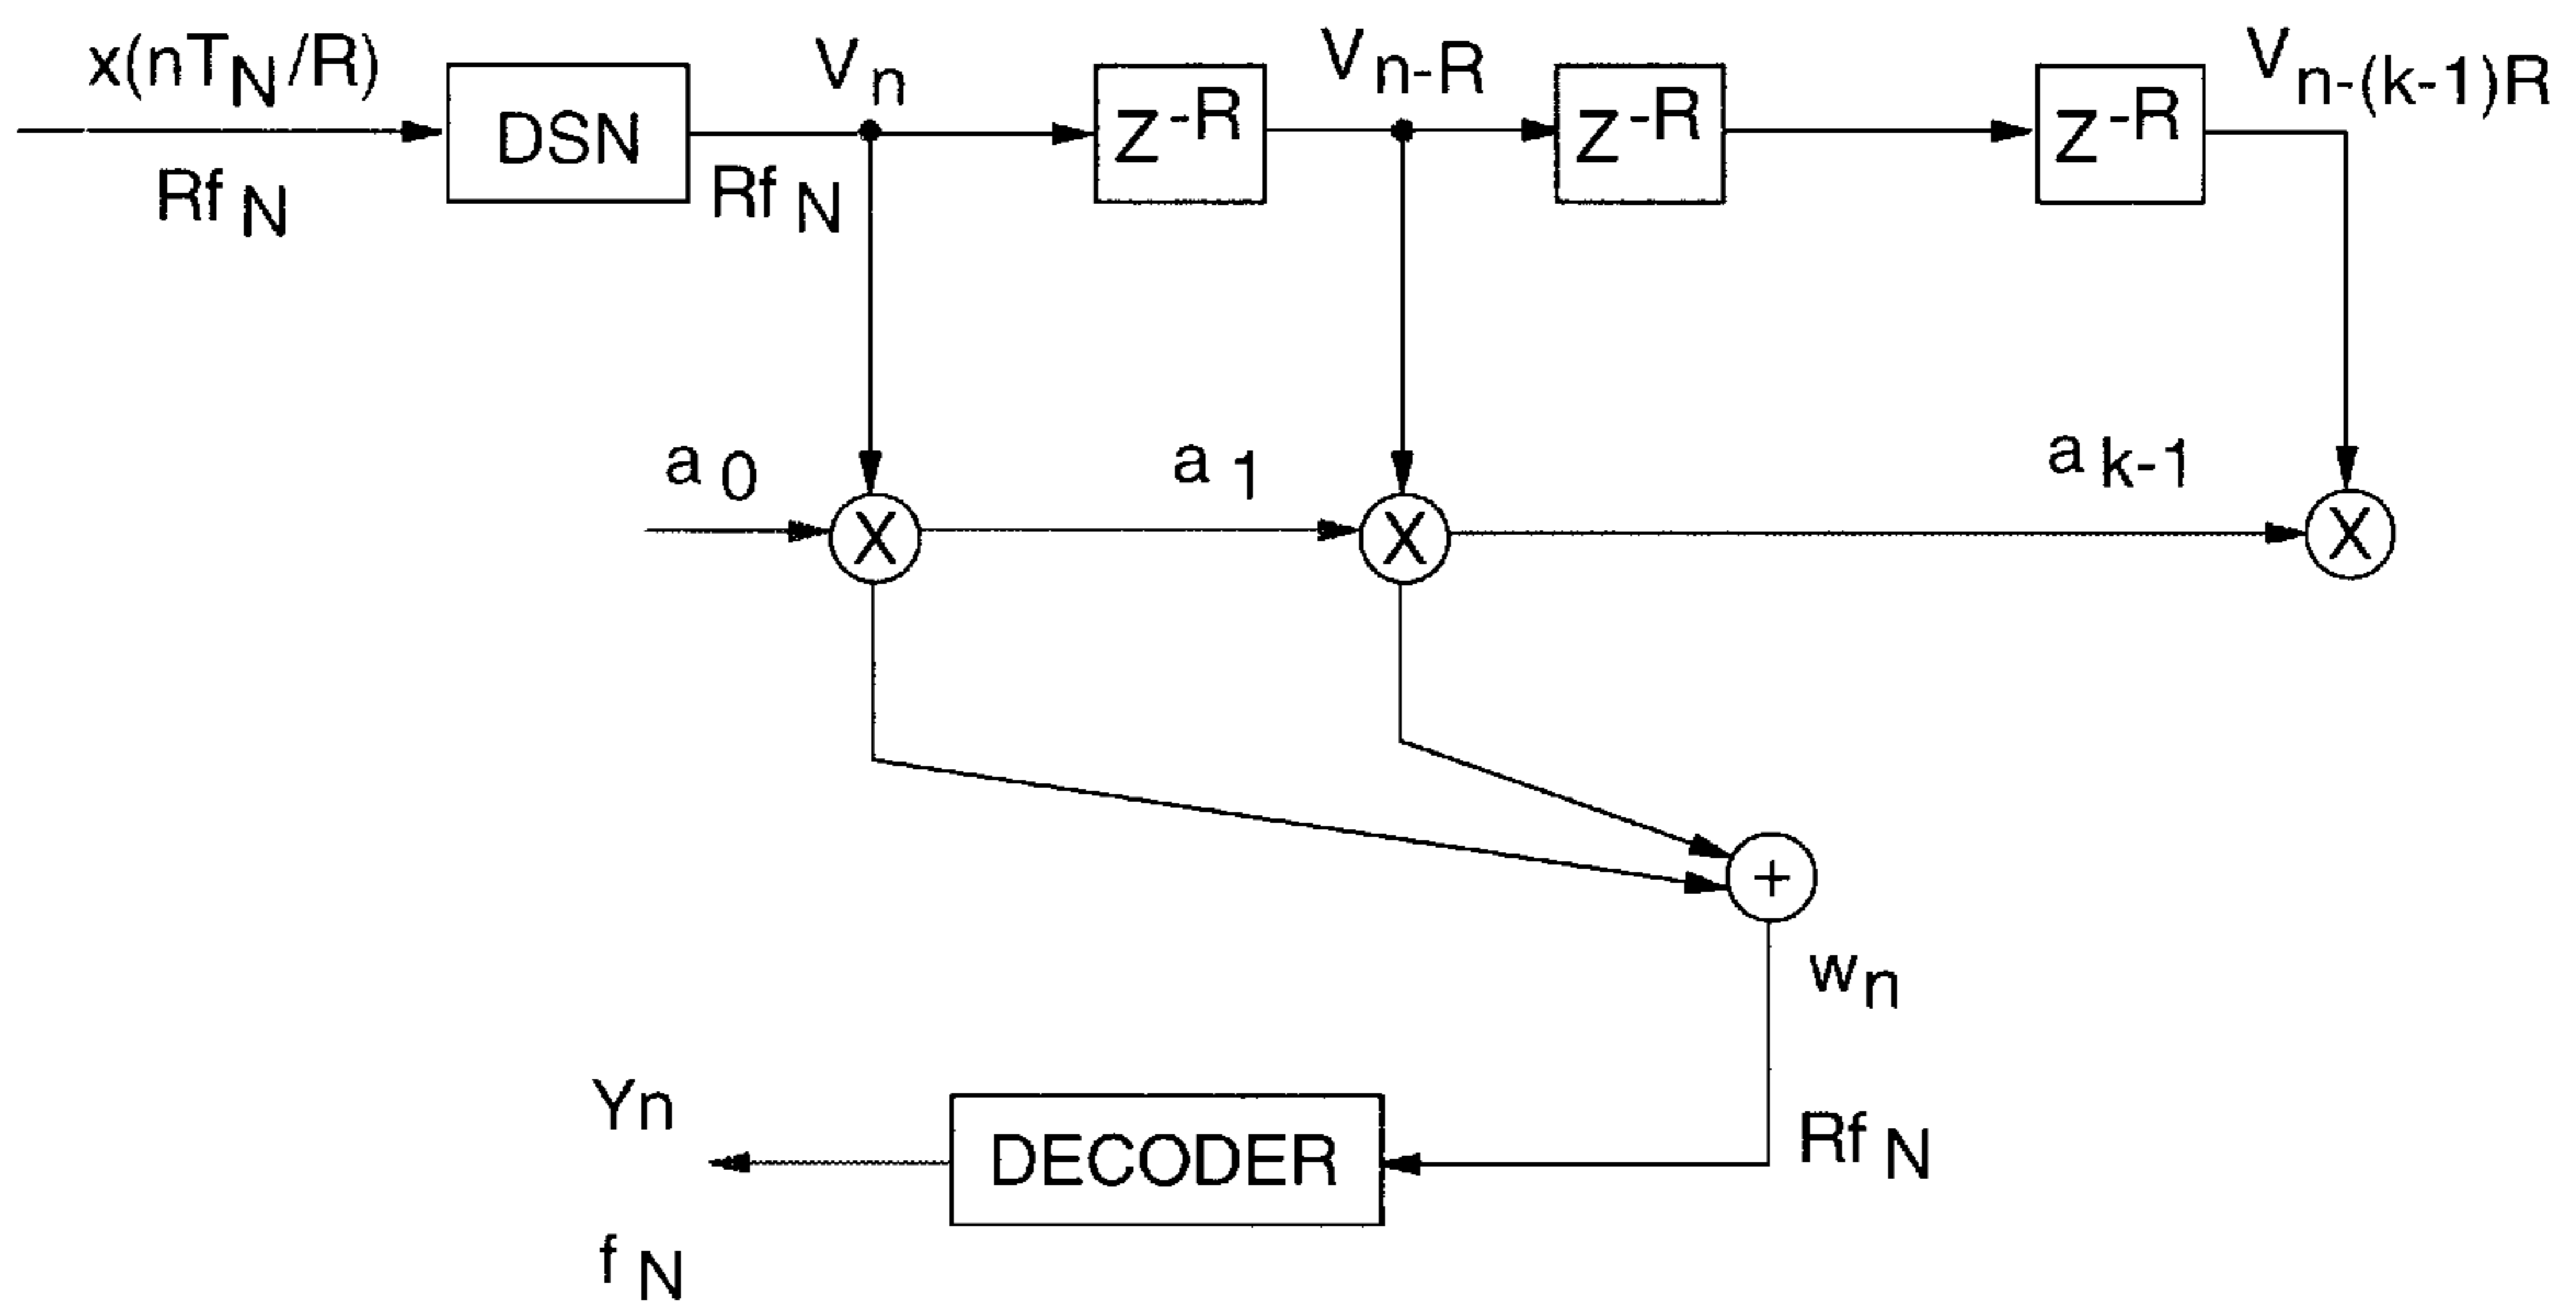 x(nT_N/R)
Rf_N
DSN
V_n
Rf_N
Z^-R
V_n-R
Z^-R
Z^-R
V_n-(k-1)R
a_0
X
a_1
X
a_k-1
X
+
w_n
Rf_N
DECODER
Yn
f_N